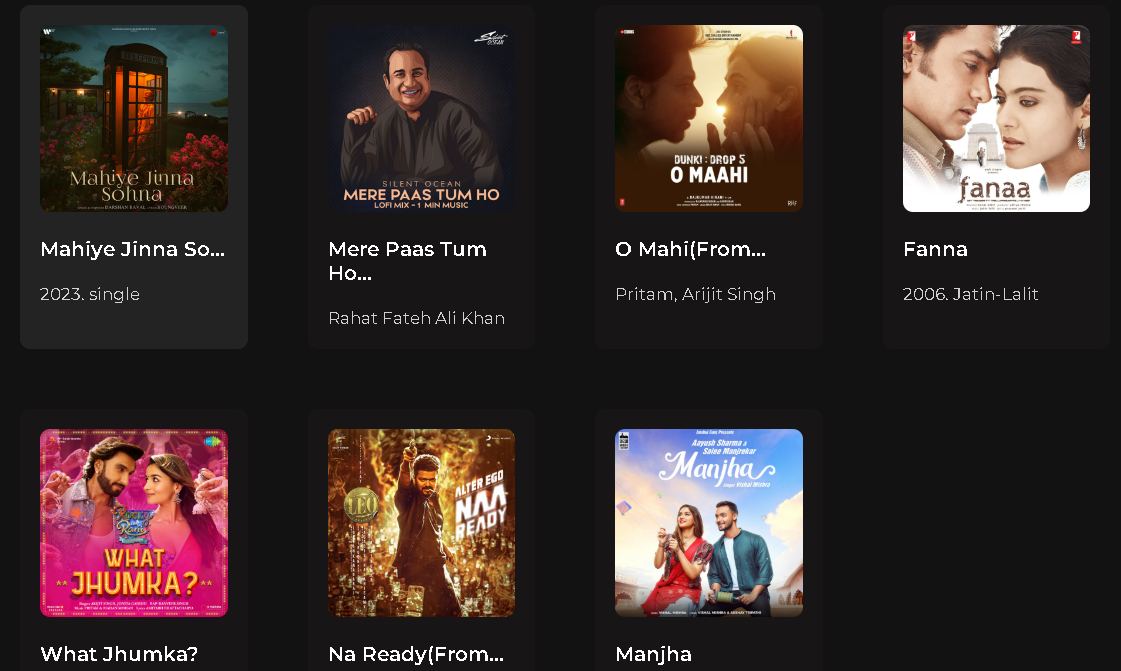 Mahiye Jinna
Sohna
Mahiye Jinna So...
2023. single
SILENT OCEAN
MERE PAAS TUM HO
LOFI MIX - 1 MIN MUSIC
Mere Paas Tum
Ho...
Rahat Fateh Ali Khan
DUNKI : DROP 5
O MAAHI
O Mahi(From...
Pritam, Arijit Singh
fanaa
Fanna
2006. Jatin-Lalit
WHAT
JHUMKA?
What Jhumka?
LEO
ALTER EGO
NAA
READY
Na Ready(From...
Aayush Sharma &
Saiee Manjrekar
Manjha
Singer Vishal Mishra
Manjha